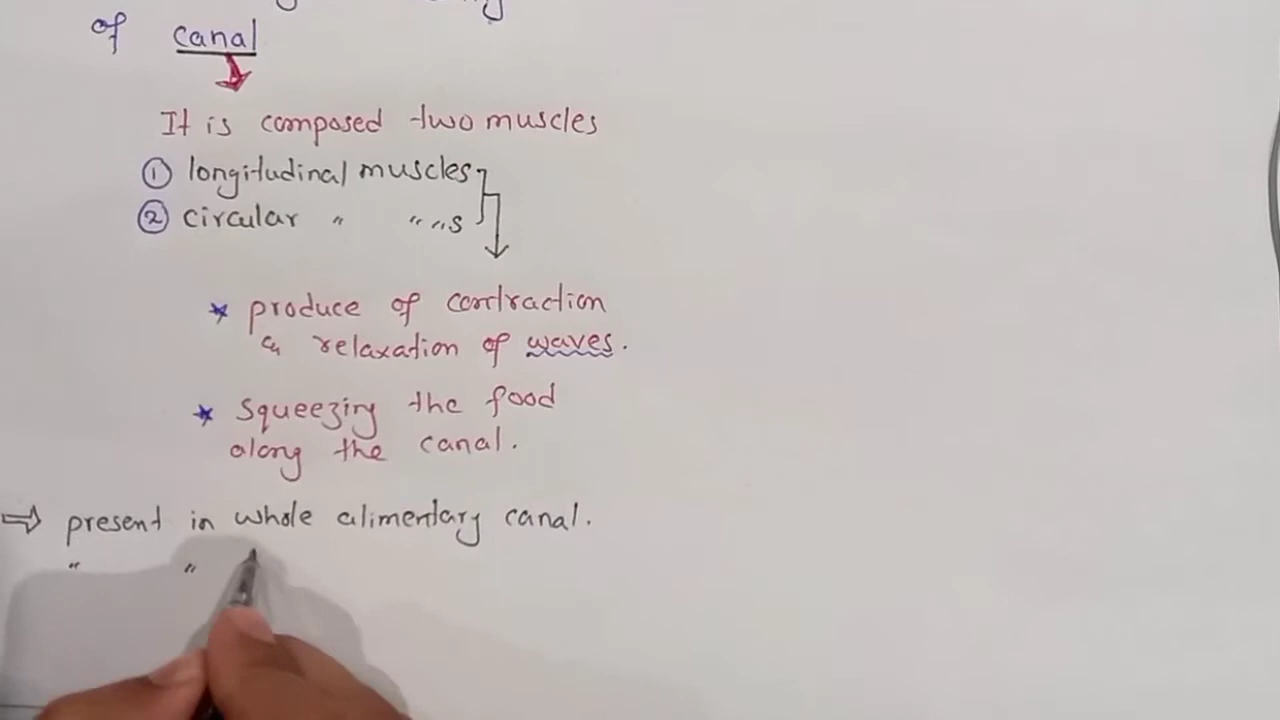 of canal
It is composed two muscles
① longitudinal muscles
② circular " " "s
* produce of contraction
& relaxation of waves.
* squeezing the food
along the canal.
⇒ present in whole alimentary canal.
" "